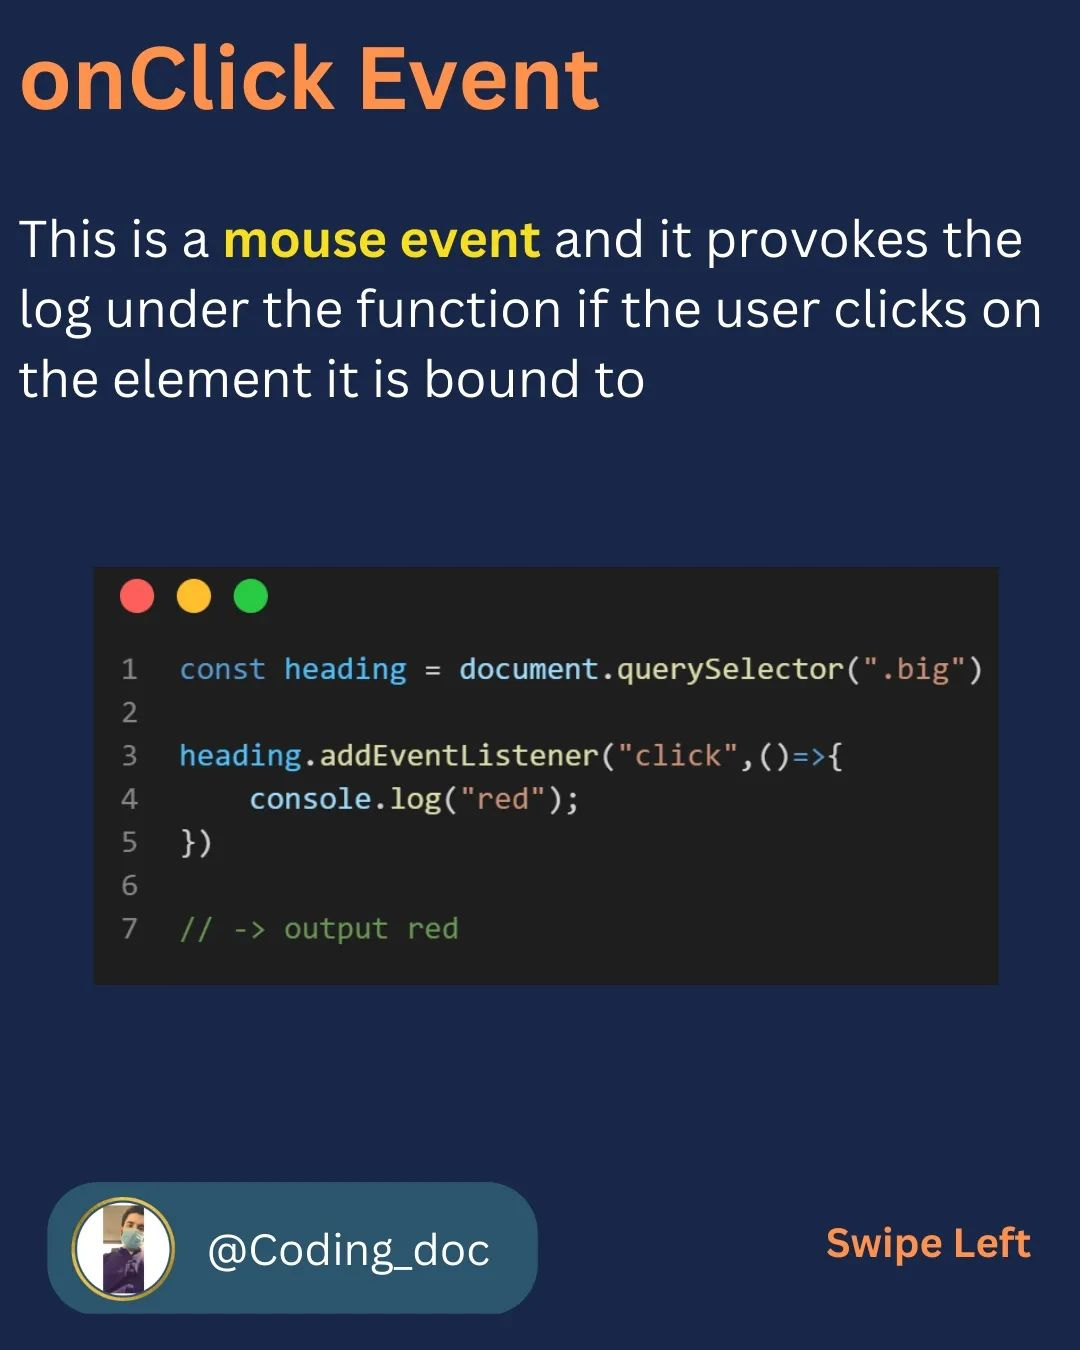 onClick Event
This is a mouse event and it provokes the
log under the function if the user clicks on
the element it is bound to
1 const heading = document.querySelector(".big")
2
3 heading.addEventListener("click",()=>{
4     console.log("red");
5 })
6
7 // -> output red
@Coding_doc
Swipe Left